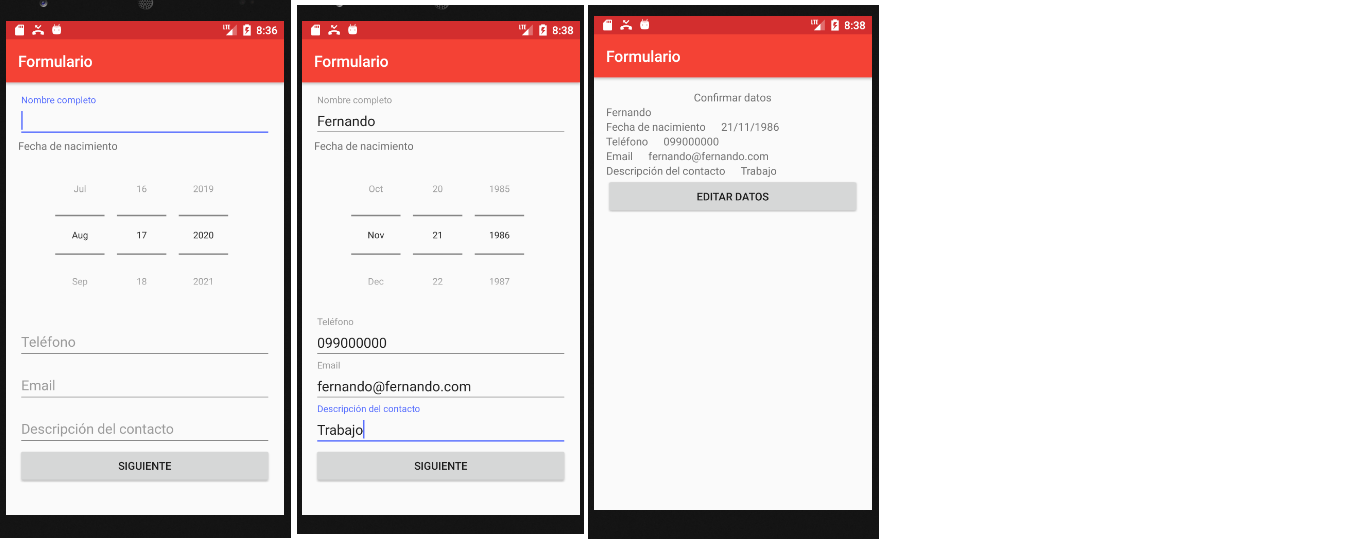 LTE 8:36
Formulario
Nombre completo
Fecha de nacimiento
Jul 16 2019
Aug 17 2020
Sep 18 2021
Teléfono
Email
Descripción del contacto
SIGUIENTE
LTE 8:38
Formulario
Nombre completo
Fernando
Fecha de nacimiento
Oct 20 1985
Nov 21 1986
Dec 22 1987
Teléfono
099000000
Email
fernando@fernando.com
Descripción del contacto
Trabajo
SIGUIENTE
LTE 8:38
Formulario
Confirmar datos
Fernando
Fecha de nacimiento 21/11/1986
Teléfono 099000000
Email fernando@fernando.com
Descripción del contacto Trabajo
EDITAR DATOS